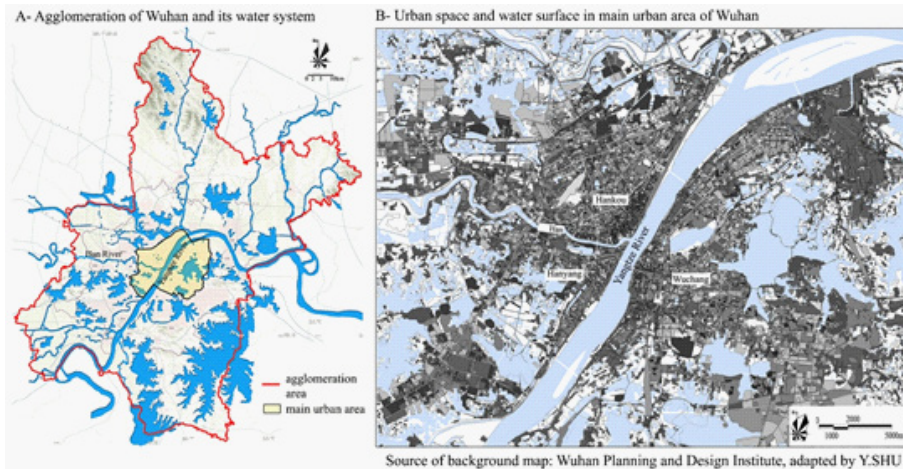 A- Agglomeration of Wuhan and its water system
B- Urban space and water surface in main urban area of Wuhan
Han River
agglomeration
area
main urban area
Hankou
Han
Hanyang
Yangtze River
Wuchang
0 2000
1000 5000m
Source of background map: Wuhan Planning and Design Institute, adapted by Y.SHU